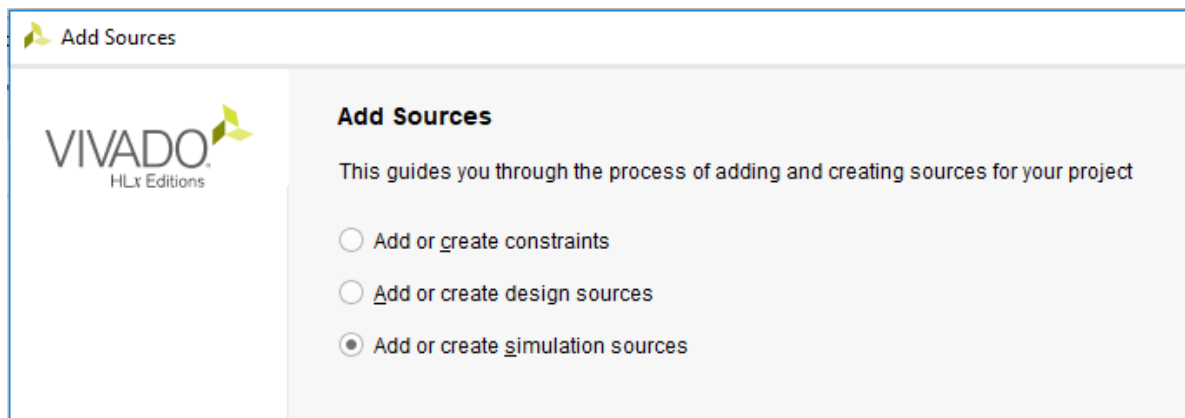 Add Sources
VIVADO
HLx Editions
Add Sources
This guides you through the process of adding and creating sources for your project
Add or create constraints
Add or create design sources
Add or create simulation sources